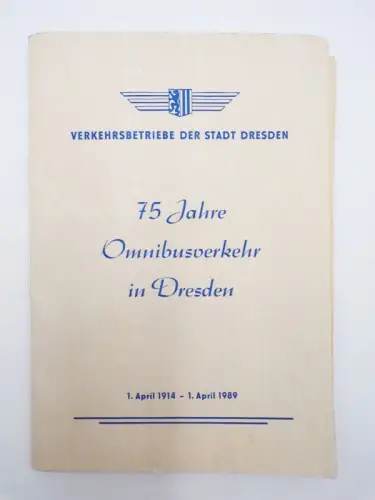 VERKEHRSBETRIEBE DER STADT DRESDEN
75 Jahre
Omnibusverkehr
in Dresden
1. April 1914 - 1. April 1989